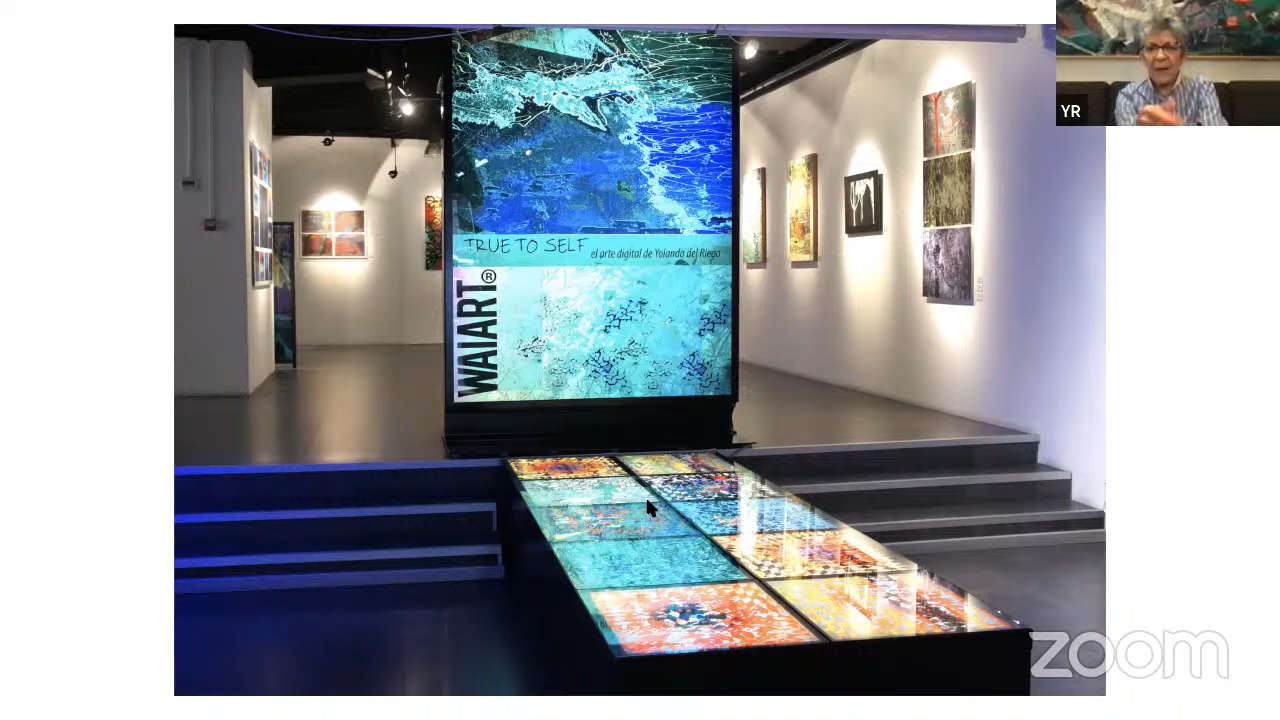 YR
TRUE TO SELF
el arte digital de Yolanda del Riego
WAIART®
zoom